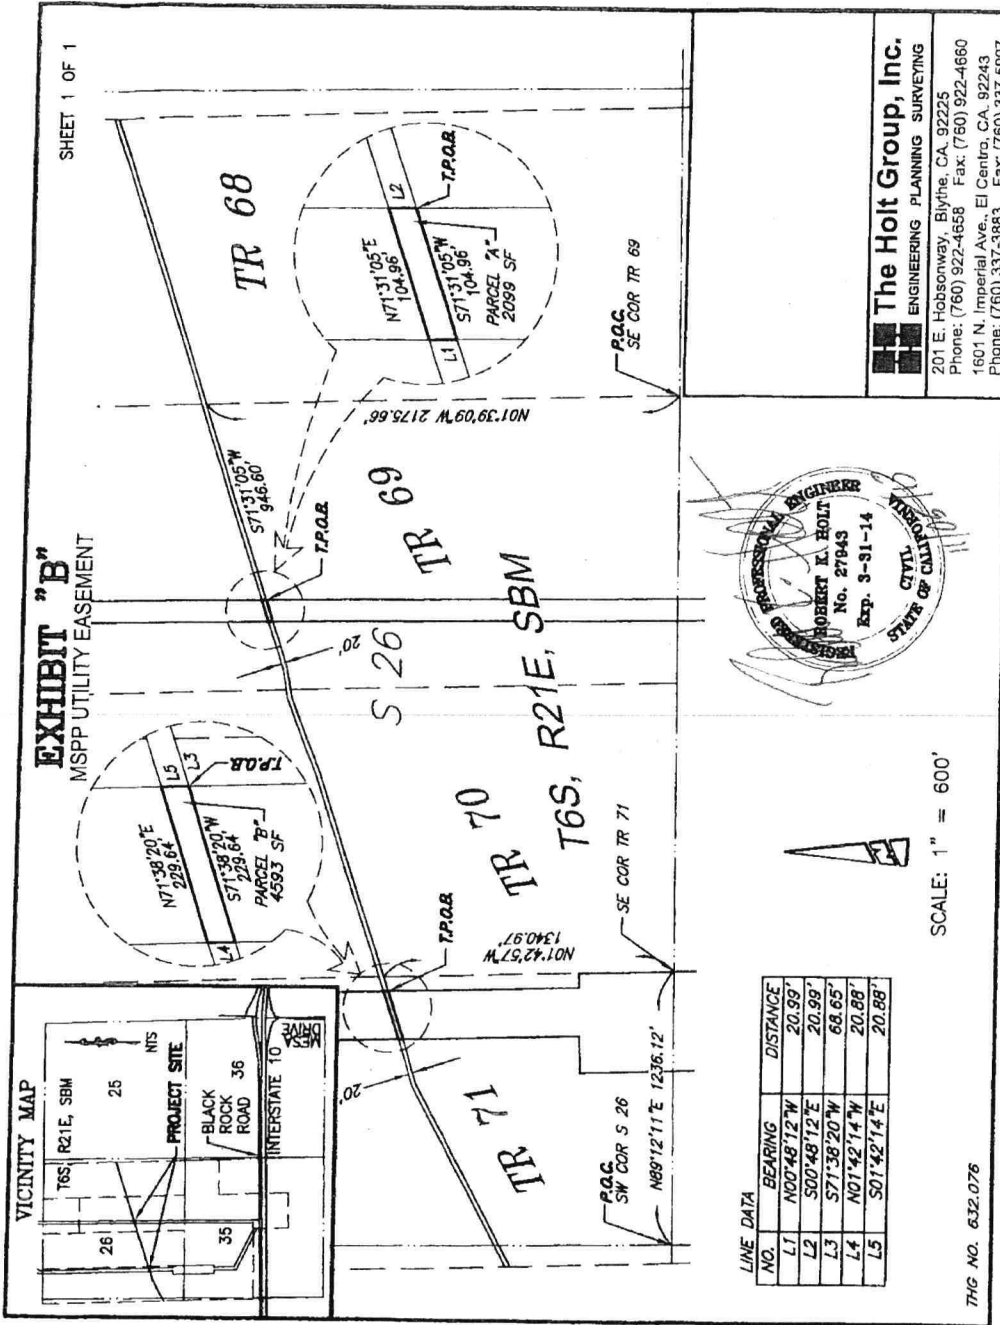 SHEET 1 OF 1
EXHIBIT "B"
MSPP UTILITY EASEMENT
VICINITY MAP
T6S, R21E, SBM
26
25
NTS
PROJECT SITE
BLACK
ROCK
ROAD
35
36
INTERSTATE 10
MESA
DRIVE
N71°38'20"E
229.64'
L5
L3
T.P.O.B.
S71°38'20"W
229.64'
L4
PARCEL "B"
4593 SF
N71°31'05"E
104.96'
L2
T.P.O.B.
L1
S71°31'05"W
104.96'
PARCEL "A"
2099 SF
TR 68
S71°31'05"W
946.60'
T.P.O.B.
20'
S 26
TR 69
N01°39'09"W 2175.66'
20'
T.P.O.B.
N01°42'57"W
1340.97'
TR 70
TR 71
T6S, R21E, SBM
P.O.C.
SW COR S 26
N89°12'11"E 1236.12'
SE COR TR 71
P.O.C.
SE COR TR 69
LINE DATA
NO. BEARING DISTANCE
L1 N00°48'12"W 20.99'
L2 S00°48'12"E 20.99'
L3 S71°38'20"W 68.65'
L4 N01°42'14"W 20.88'
L5 S01°42'14"E 20.88'
SCALE: 1" = 600'
REGISTERED PROFESSIONAL ENGINEER
ROBERT K. HOLT
No. 27943
Exp. 3-31-14
CIVIL
STATE OF CALIFORNIA
The Holt Group, Inc.
ENGINEERING PLANNING SURVEYING
201 E. Hobsonway, Blythe, CA. 92225
Phone: (760) 922-4658 Fax: (760) 922-4660
1601 N. Imperial Ave., El Centro, CA. 92243
Phone: (760) 337-3883 Fax: (760) 337-5997
THG NO. 632.076